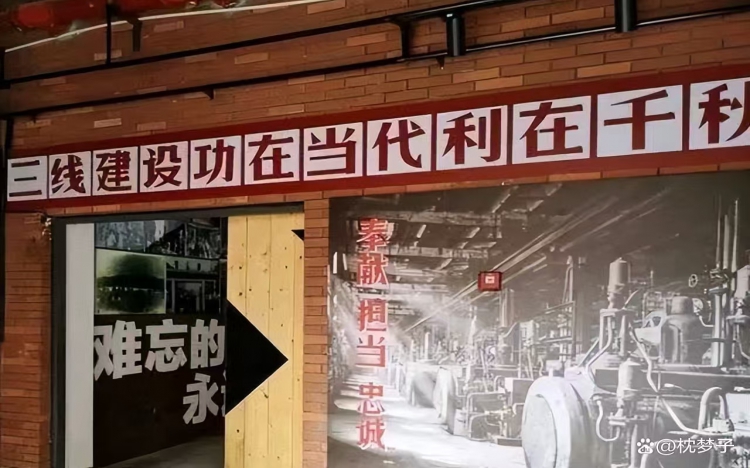 三线建设功在当代利在千秋
奉献 担当 忠诚
难忘的
永
@枕梦子